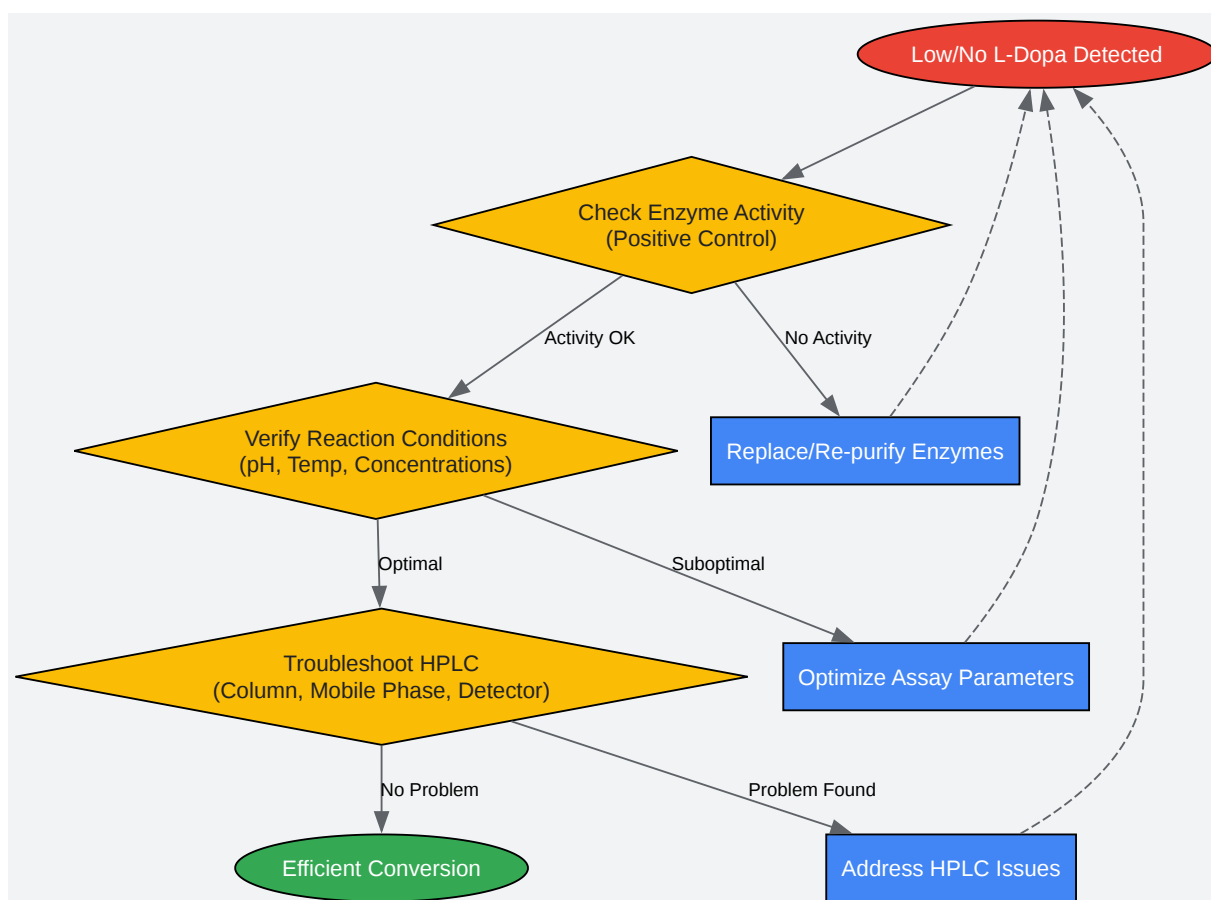 Low/No L-Dopa Detected
Check Enzyme Activity
(Positive Control)
Activity OK
No Activity
Verify Reaction Conditions
(pH, Temp, Concentrations)
Replace/Re-purify Enzymes
Optimal
Suboptimal
Troubleshoot HPLC
(Column, Mobile Phase, Detector)
Optimize Assay Parameters
No Problem
Problem Found
Efficient Conversion
Address HPLC Issues